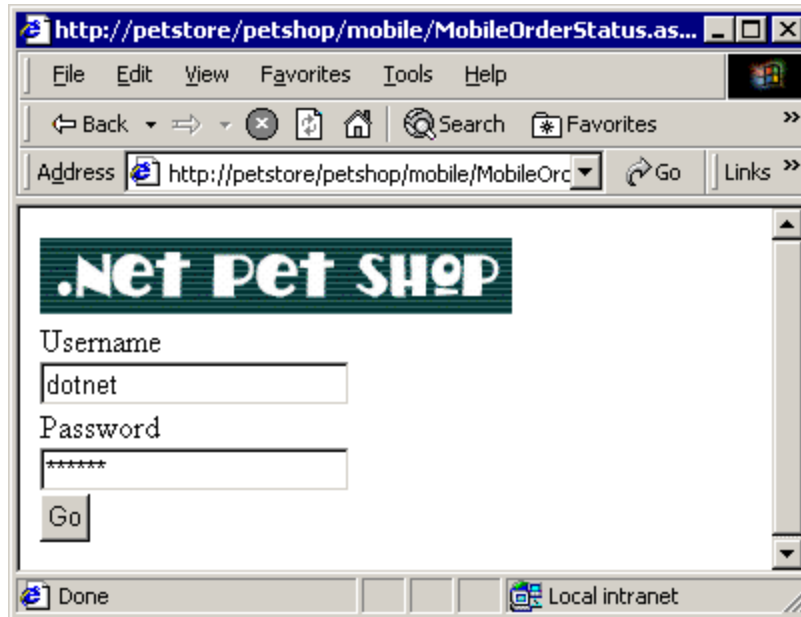 http://petstore/petshop/mobile/MobileOrderStatus.as...
File Edit View Favorites Tools Help
Back Search Favorites »
Address http://petstore/petshop/mobile/MobileOrc Go Links »
.Net Pet Shop
Username
dotnet
Password
******
Go
Done Local intranet